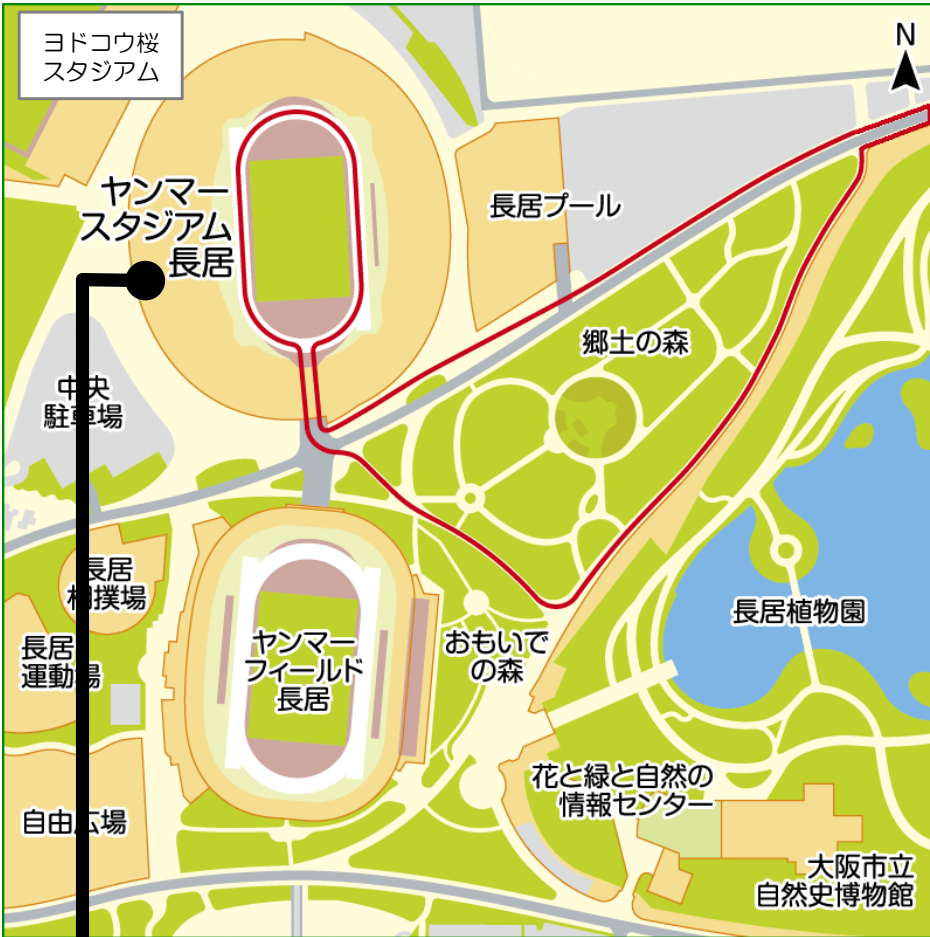 ヨドコウ桜
スタジアム
N
ヤンマー
スタジアム
長居
長居プール
郷土の森
中央
駐車場
長居
相撲場
長居
運動場
ヤンマー
フィールド
長居
おもいで
の森
長居植物園
花と緑と自然の
情報センター
自由広場
大阪市立
自然史博物館